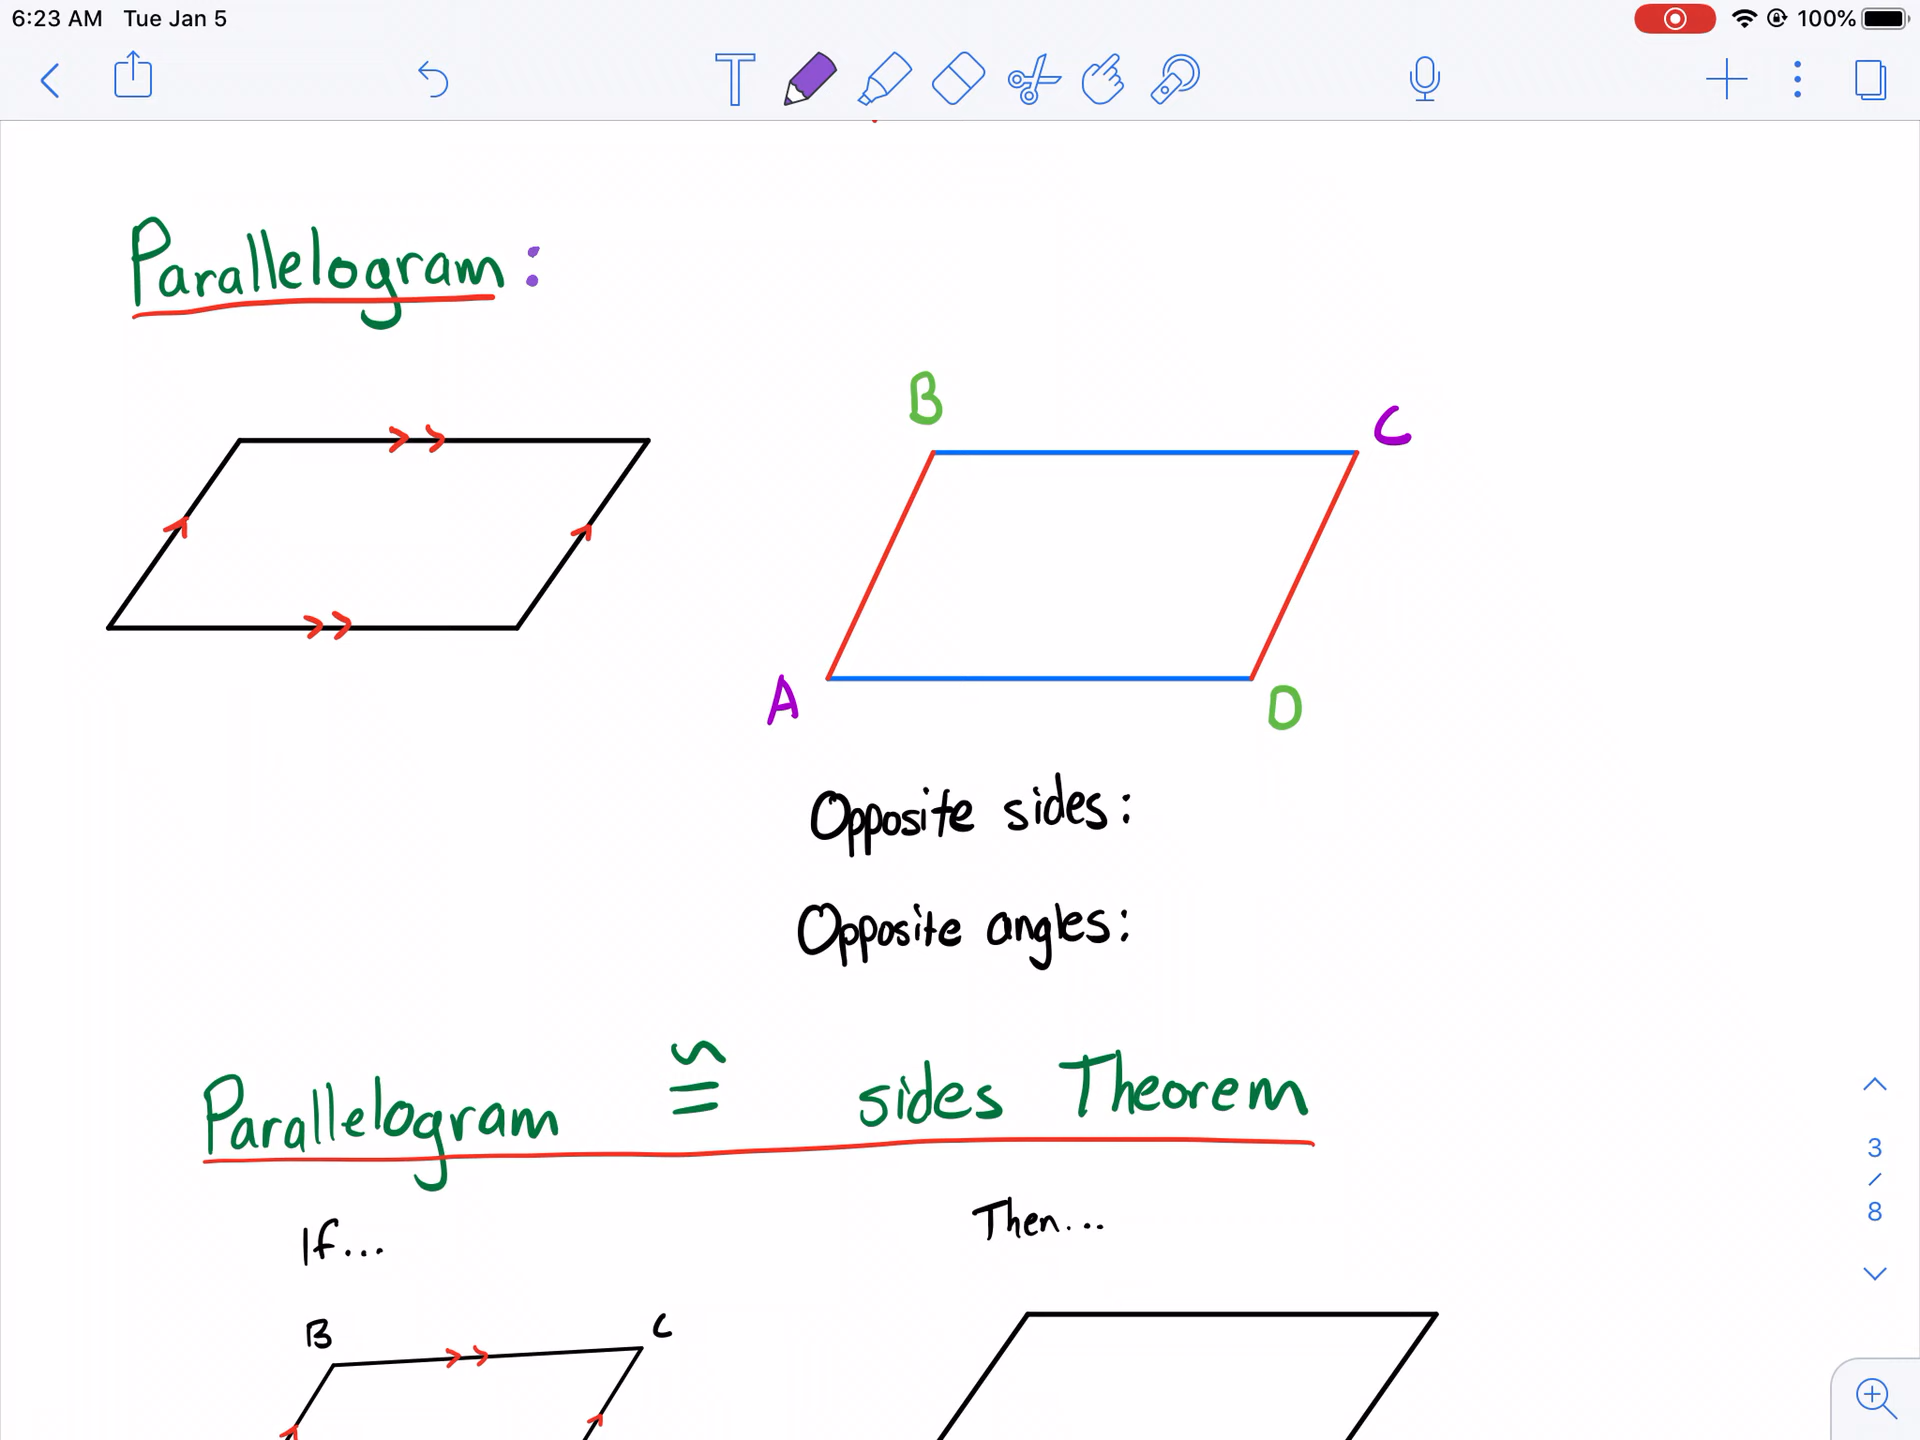 6:23 AM Tue Jan 5
100%
T
Parallelogram:
B
C
A
D
Opposite sides:
Opposite angles:
Parallelogram ≅ sides Theorem
If...
Then...
B
C
3
/
8